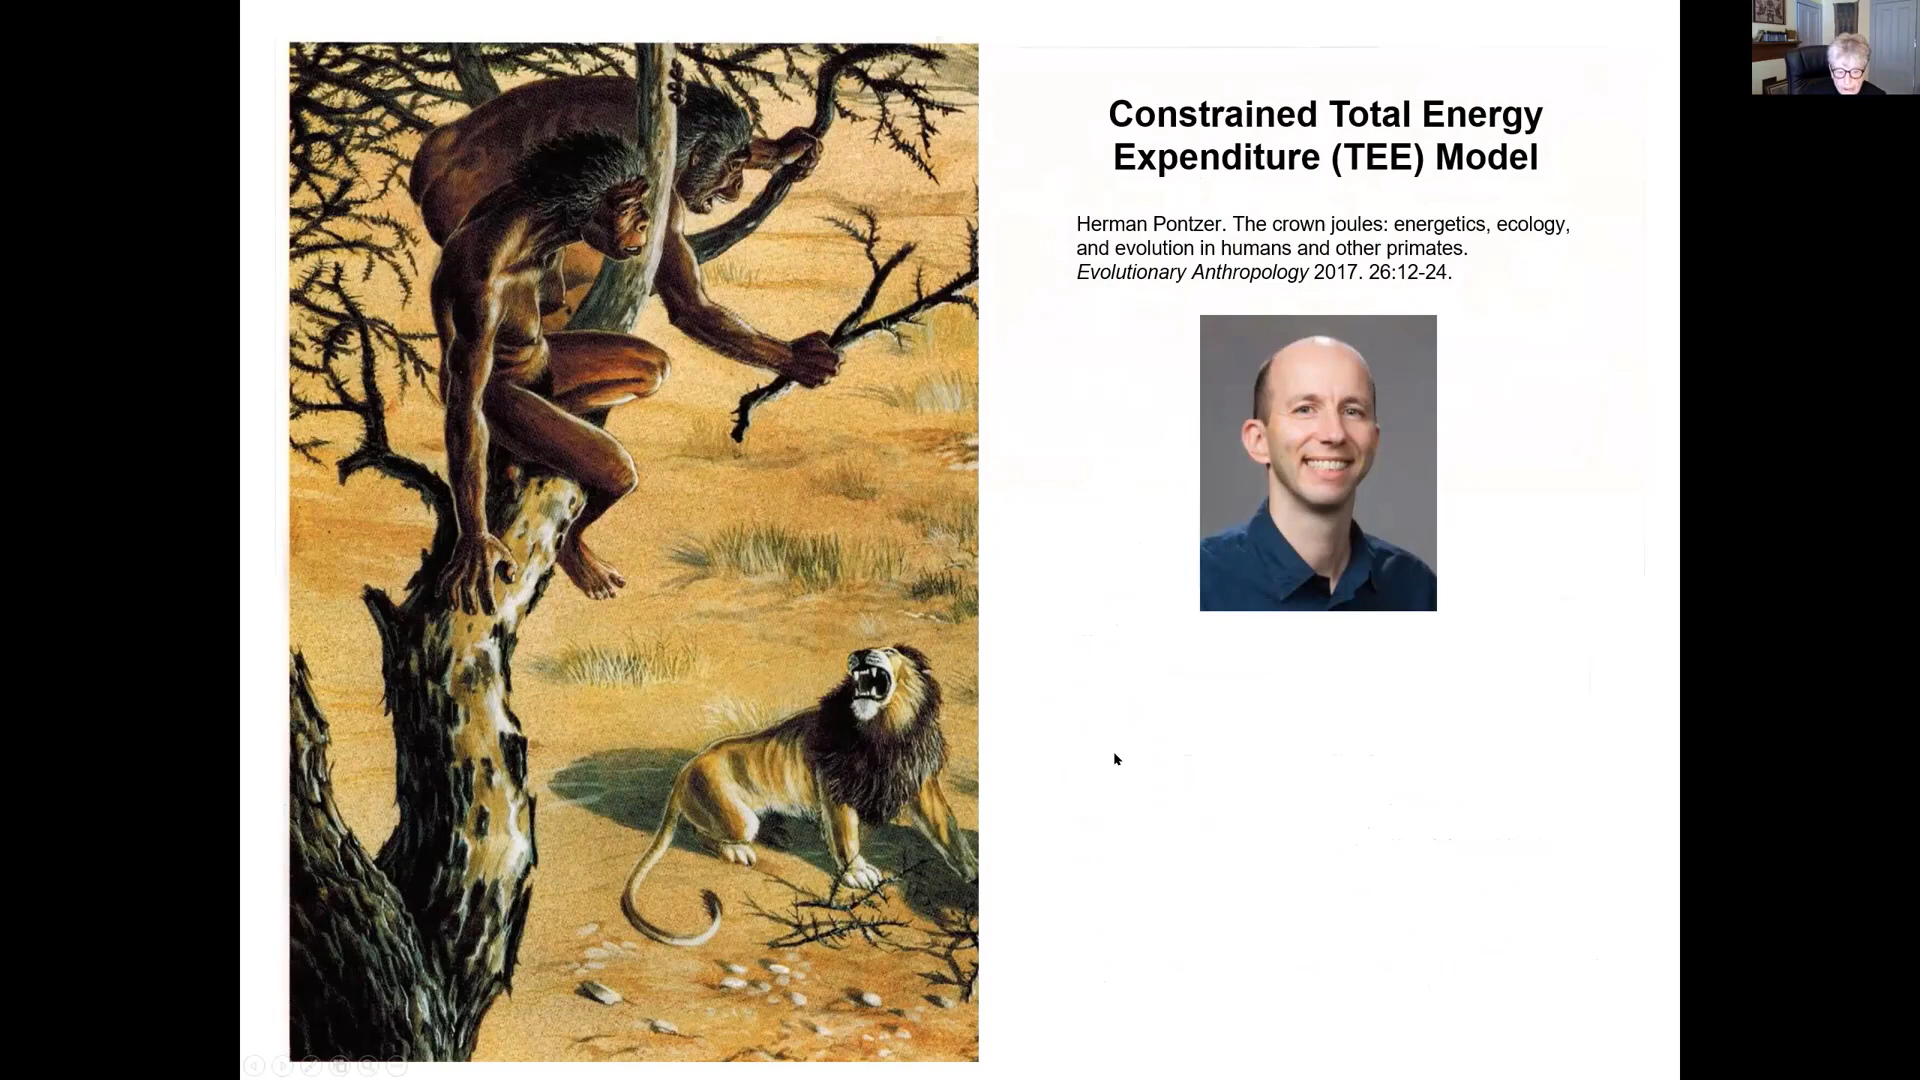 Constrained Total Energy
Expenditure (TEE) Model
Herman Pontzer. The crown joules: energetics, ecology,
and evolution in humans and other primates.
Evolutionary Anthropology 2017. 26:12-24.